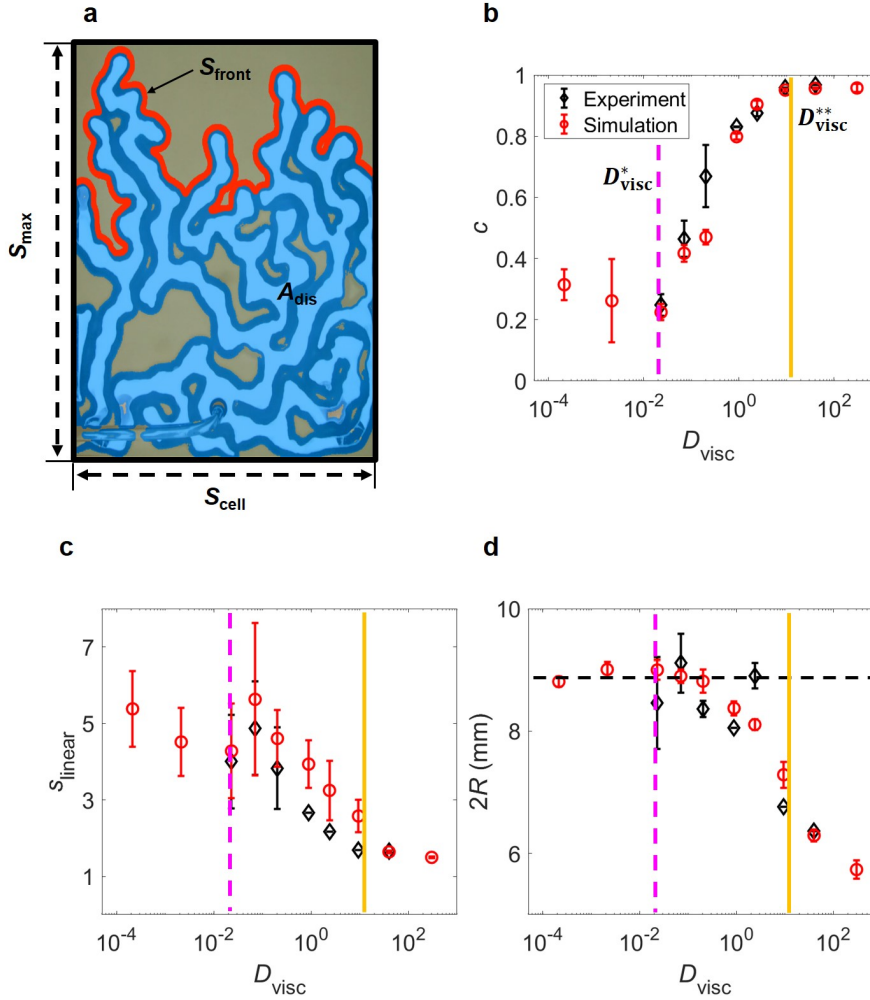 a
S_front
S_max
A_dis
S_cell
b
1
0.8
0.6
0.4
0.2
0
c
Experiment
Simulation
D*_visc
D**_visc
10^-4
10^-2
10^0
10^2
D_visc
c
7
5
3
1
s_linear
10^-4
10^-2
10^0
10^2
D_visc
d
10
8
6
2R (mm)
10^-4
10^-2
10^0
10^2
D_visc